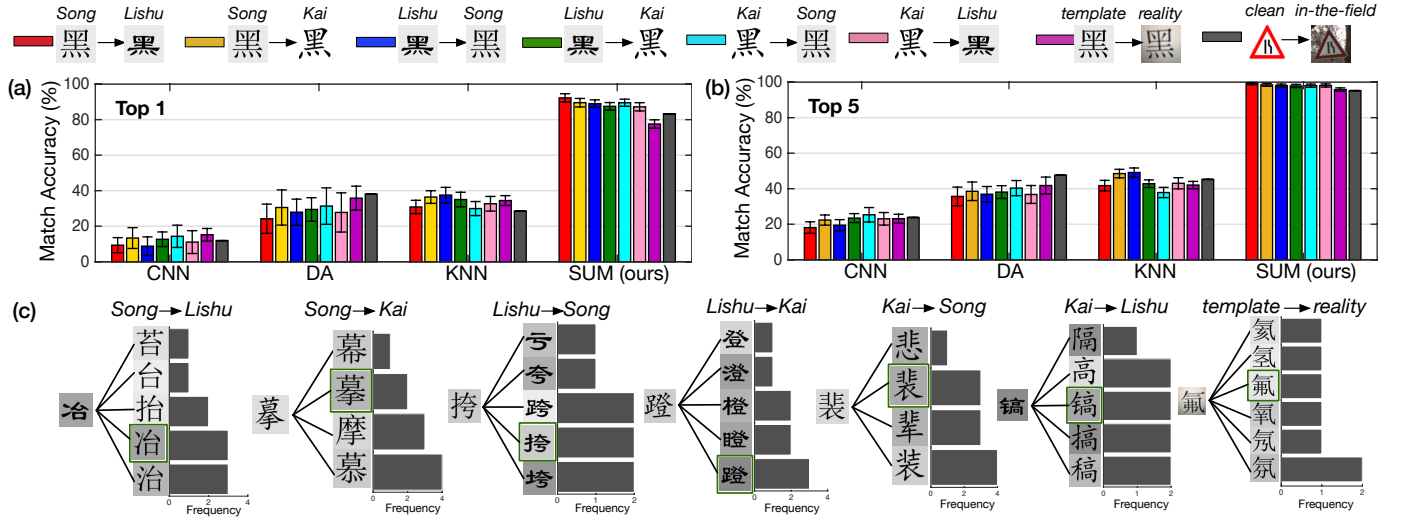 Song Lishu Song Kai Lishu Song Lishu Kai Kai Song Kai Lishu template reality clean in-the-field
黑 黑 黑 黑 黑 黑 黑 黑 黑 黑 黑 黑 黑 黑
(a) Top 1
Match Accuracy (%)
100
80
60
40
20
0
CNN DA KNN SUM (ours)
(b) Top 5
Match Accuracy (%)
100
80
60
40
20
0
CNN DA KNN SUM (ours)
(c)
Song→Lishu
冶
苔
台
抬
冶
治
0 2 4
Frequency
Song→Kai
摹
幕
摹
摩
慕
0 2 4
Frequency
Lishu→Song
挎
亏
夸
跨
挎
垮
0 1 2
Frequency
Lishu→Kai
蹬
登
澄
橙
瞪
蹬
0 2 4
Frequency
Kai→Song
裴
悲
裴
辈
装
0 2 4
Frequency
Kai→Lishu
镐
隔
高
镐
搞
稿
0 1 2
Frequency
template→reality
氟
氦
氢
氟
氧
氖
氛
0 1 2
Frequency